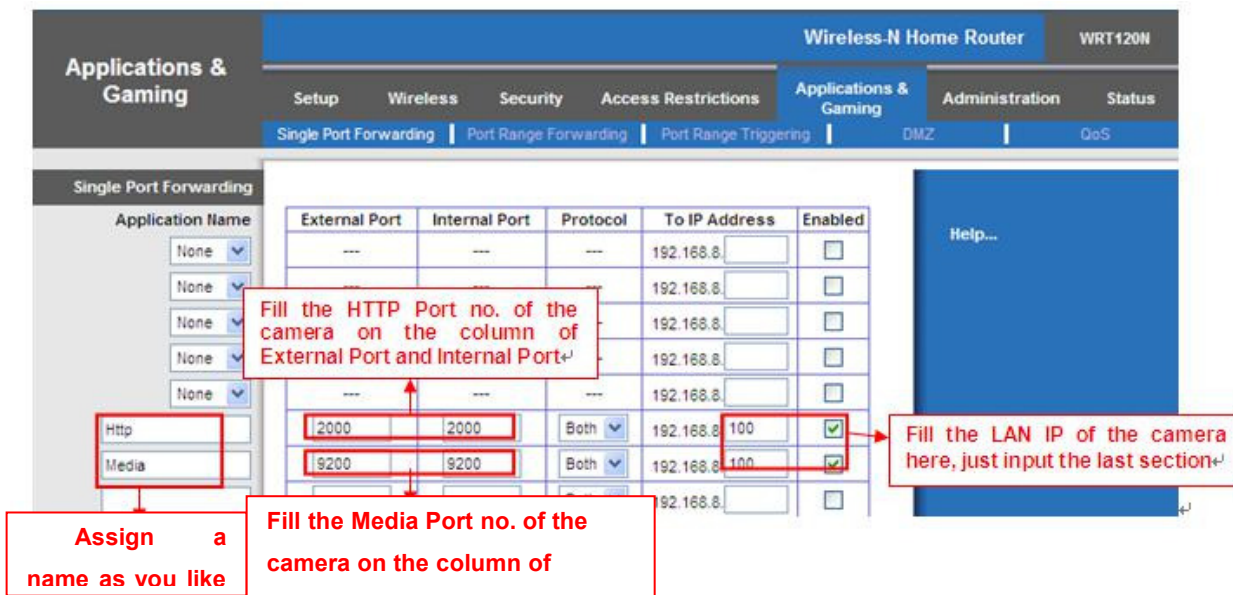 Wireless-N Home Router WRT120N
Applications &
Gaming
Setup Wireless Security Access Restrictions Applications & Gaming Administration Status
Single Port Forwarding Port Range Forwarding Port Range Triggering DMZ QoS
Single Port Forwarding
Application Name External Port Internal Port Protocol To IP Address Enabled
Help...
None --- --- --- 192.168.8.
None --- --- --- 192.168.8.
None 192.168.8.
None 192.168.8.
None --- --- --- 192.168.8.
Fill the HTTP Port no. of the
camera on the column of
External Port and Internal Port↵
Http 2000 2000 Both 192.168.8. 100
Media 9200 9200 Both 192.168.8. 100
192.168.8.
Fill the LAN IP of the camera
here, just input the last section↵
↵
Assign a
name as you like
Fill the Media Port no. of the
camera on the column of